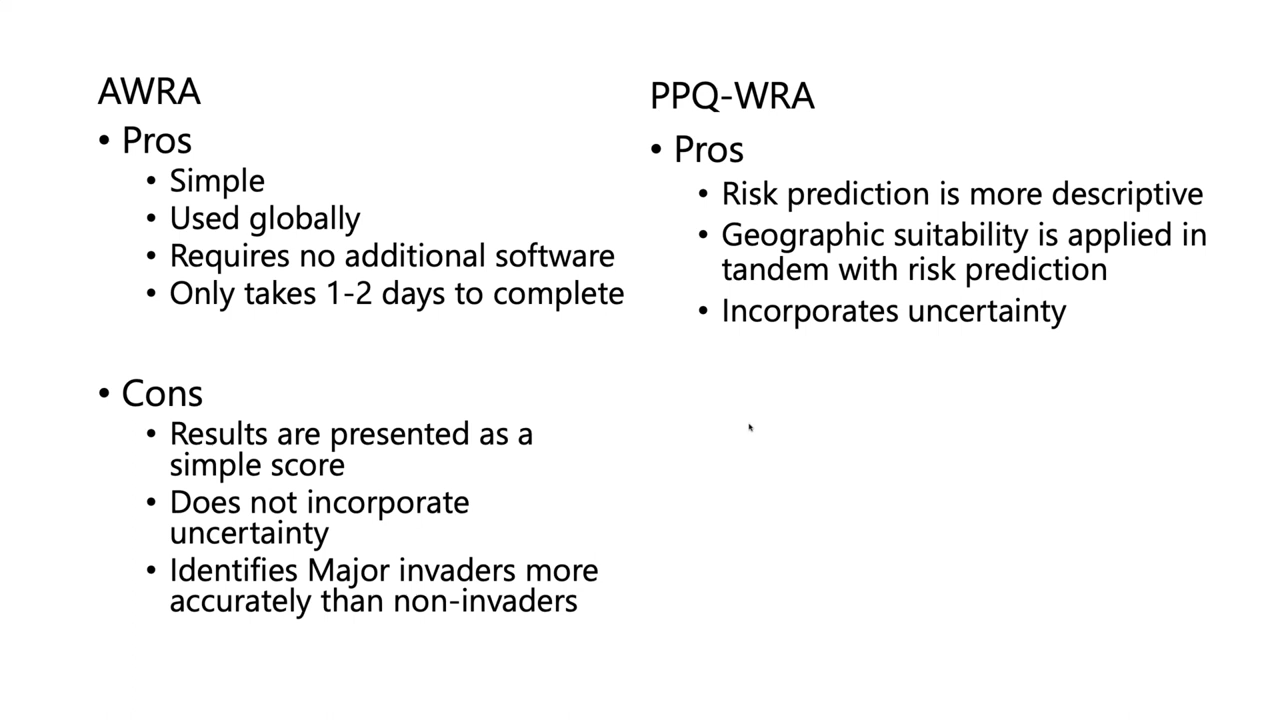 AWRA
• Pros
• Simple
• Used globally
• Requires no additional software
• Only takes 1-2 days to complete
• Cons
• Results are presented as a
simple score
• Does not incorporate
uncertainty
• Identifies Major invaders more
accurately than non-invaders
PPQ-WRA
• Pros
• Risk prediction is more descriptive
• Geographic suitability is applied in
tandem with risk prediction
• Incorporates uncertainty